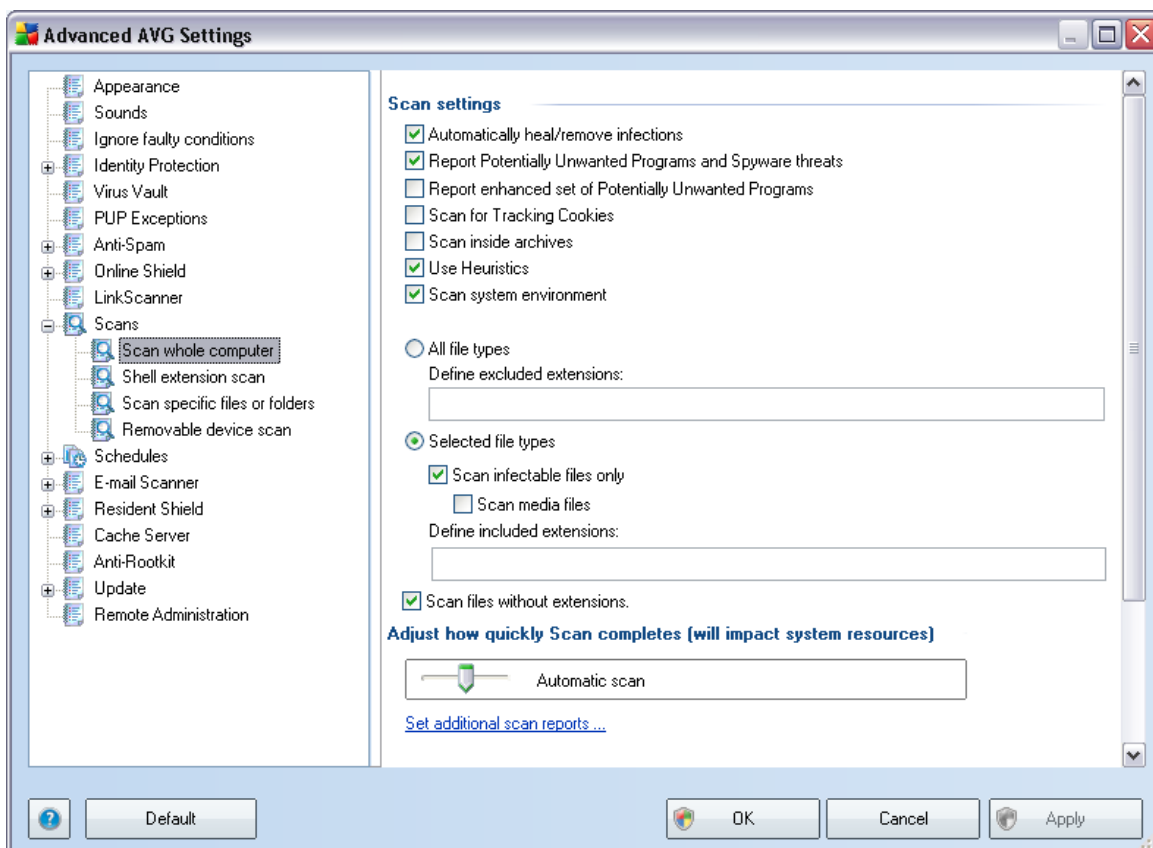 Advanced AVG Settings
Appearance
Sounds
Ignore faulty conditions
Identity Protection
Virus Vault
PUP Exceptions
Anti-Spam
Online Shield
LinkScanner
Scans
Scan whole computer
Shell extension scan
Scan specific files or folders
Removable device scan
Schedules
E-mail Scanner
Resident Shield
Cache Server
Anti-Rootkit
Update
Remote Administration
Scan settings
Automatically heal/remove infections
Report Potentially Unwanted Programs and Spyware threats
Report enhanced set of Potentially Unwanted Programs
Scan for Tracking Cookies
Scan inside archives
Use Heuristics
Scan system environment
All file types
Define excluded extensions:
Selected file types
Scan infectable files only
Scan media files
Define included extensions:
Scan files without extensions.
Adjust how quickly Scan completes (will impact system resources)
Automatic scan
Set additional scan reports ...
Default
OK
Cancel
Apply